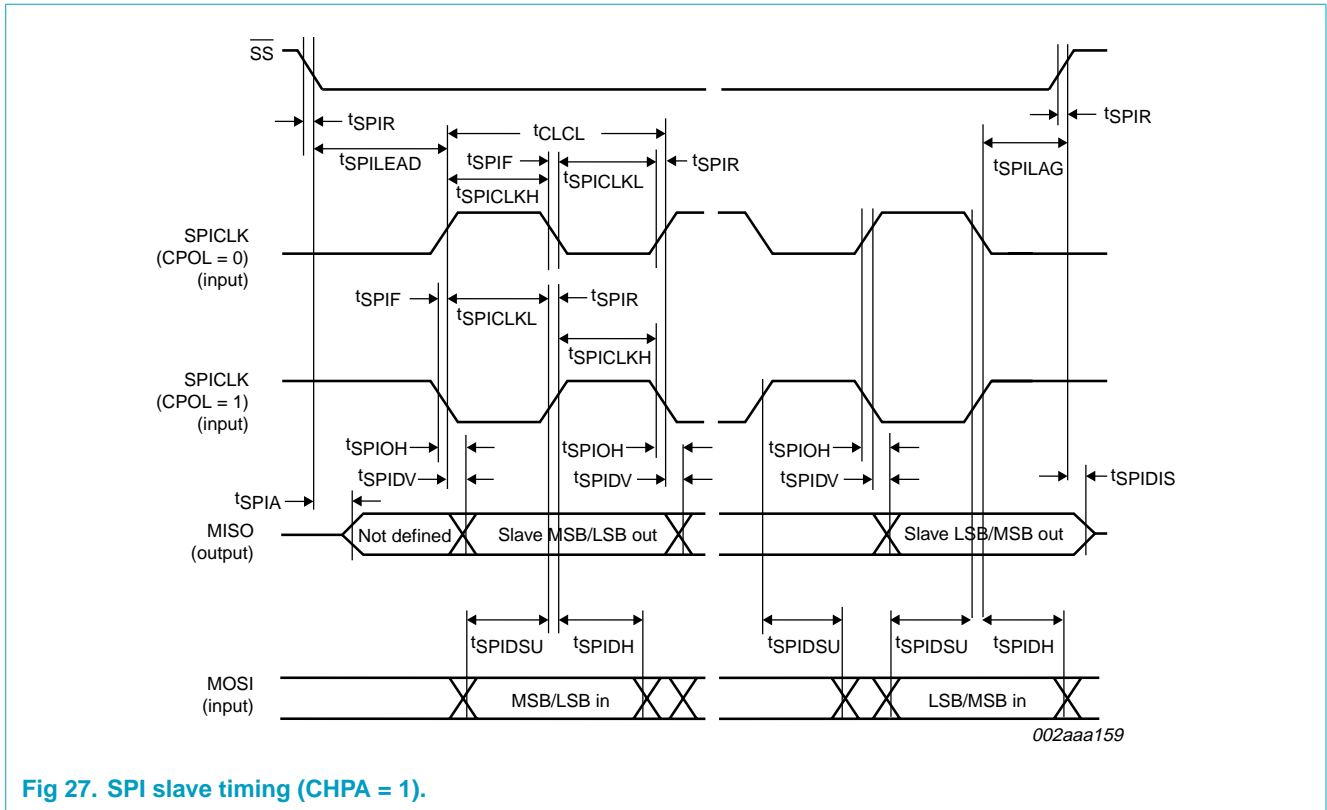 SS
tSPIR
tCLCL
tSPIR
tSPILEAD
tSPIF
tSPICLKL
tSPIR
tSPILAG
tSPICLKH
SPICLK
(CPOL = 0)
(input)
tSPIF
tSPICLKL
tSPIR
tSPICLKH
SPICLK
(CPOL = 1)
(input)
tSPIOH
tSPIOH
tSPIOH
tSPIDV
tSPIDV
tSPIDV
tSPIDIS
tSPIA
MISO
(output)
Not defined
Slave MSB/LSB out
Slave LSB/MSB out
tSPIDSU
tSPIDH
tSPIDSU
tSPIDSU
tSPIDH
MOSI
(input)
MSB/LSB in
LSB/MSB in
002aaa159
Fig 27. SPI slave timing (CHPA = 1).